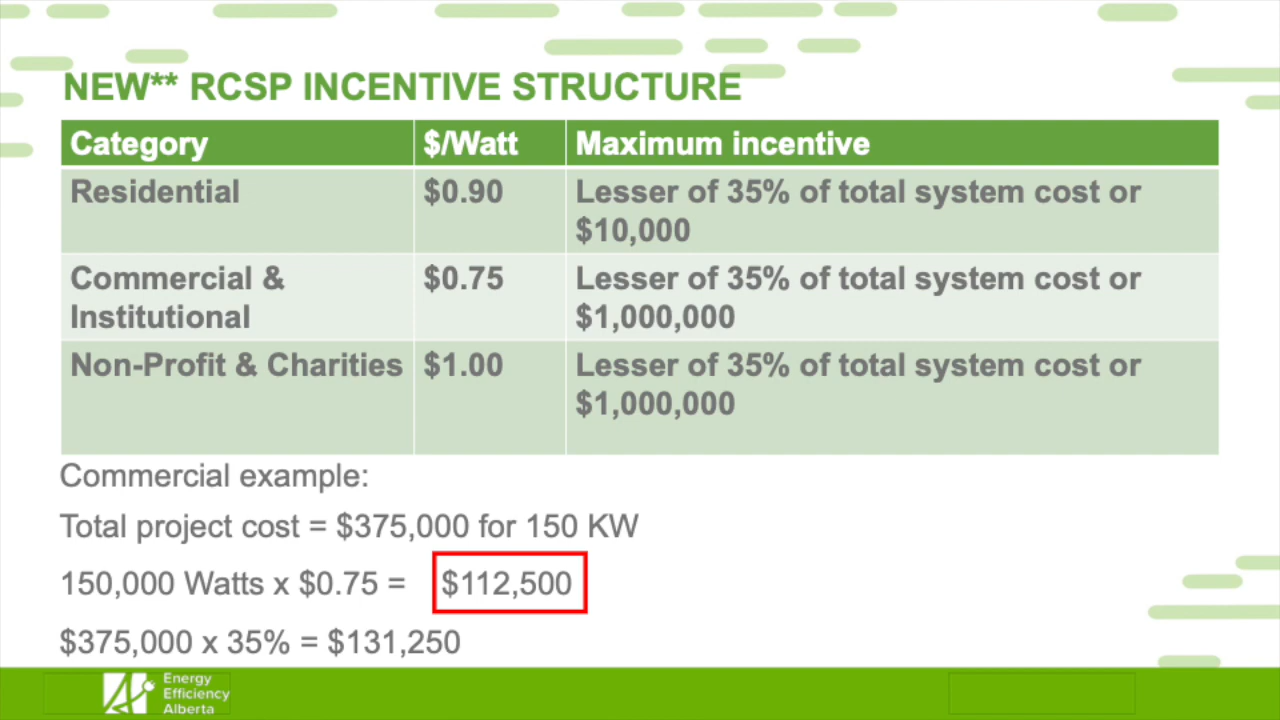 NEW** RCSP INCENTIVE STRUCTURE
Category $/Watt Maximum incentive
Residential $0.90 Lesser of 35% of total system cost or
$10,000
Commercial & $0.75 Lesser of 35% of total system cost or
Institutional $1,000,000
Non-Profit & Charities $1.00 Lesser of 35% of total system cost or
$1,000,000
Commercial example:
Total project cost = $375,000 for 150 KW
150,000 Watts x $0.75 = $112,500
$375,000 x 35% = $131,250
Energy
Efficiency
Alberta